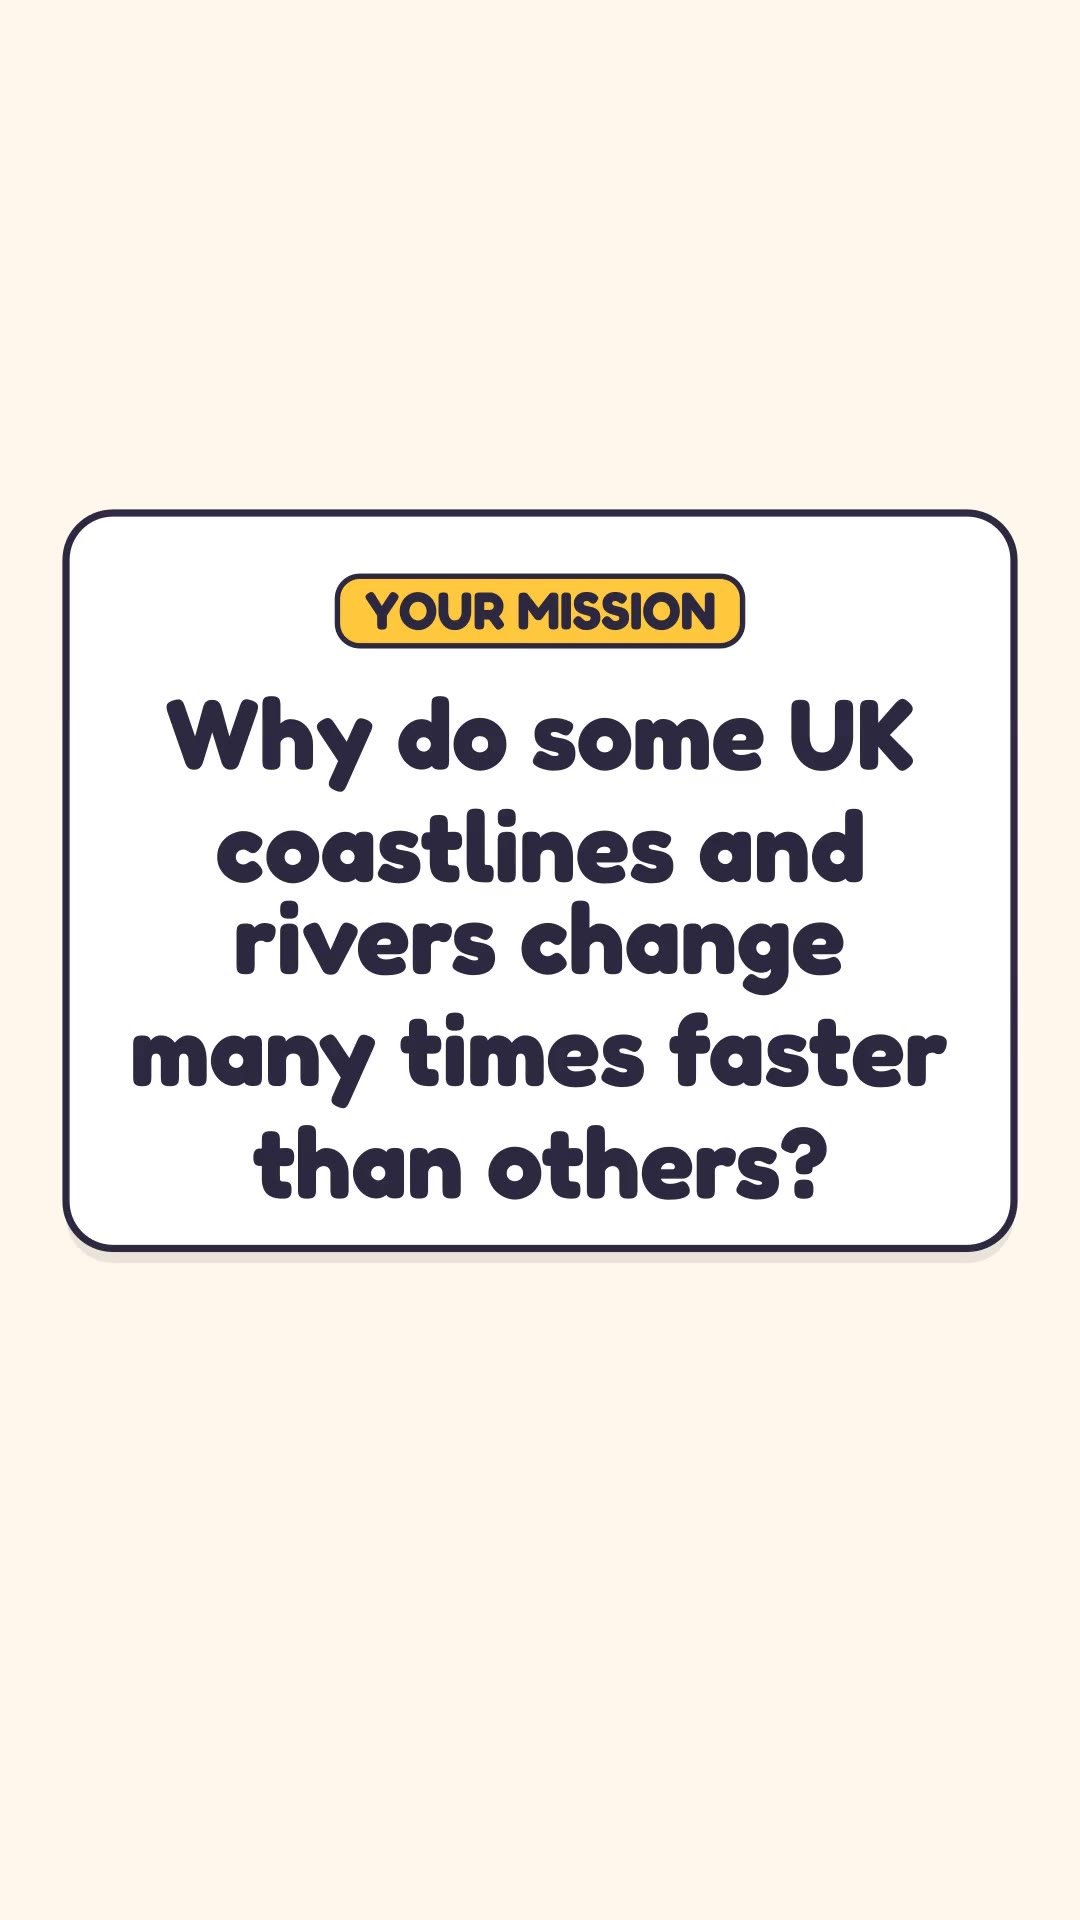 YOUR MISSION
Why do some UK
coastlines and
rivers change
many times faster
than others?